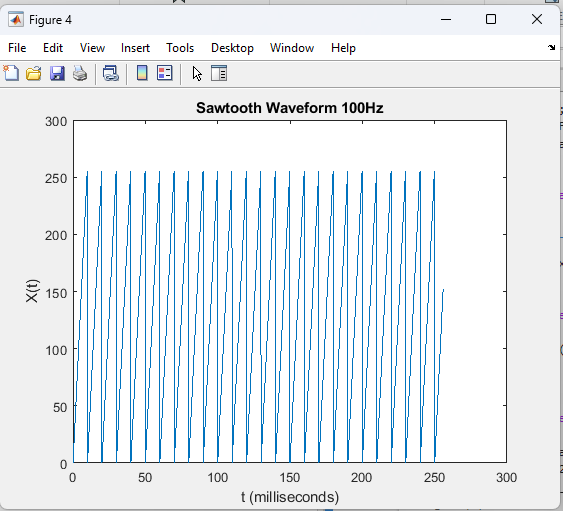 Figure 4
File Edit View Insert Tools Desktop Window Help
Sawtooth Waveform 100Hz
300
250
200
150
100
50
0
X(t)
0 50 100 150 200 250 300
t (milliseconds)